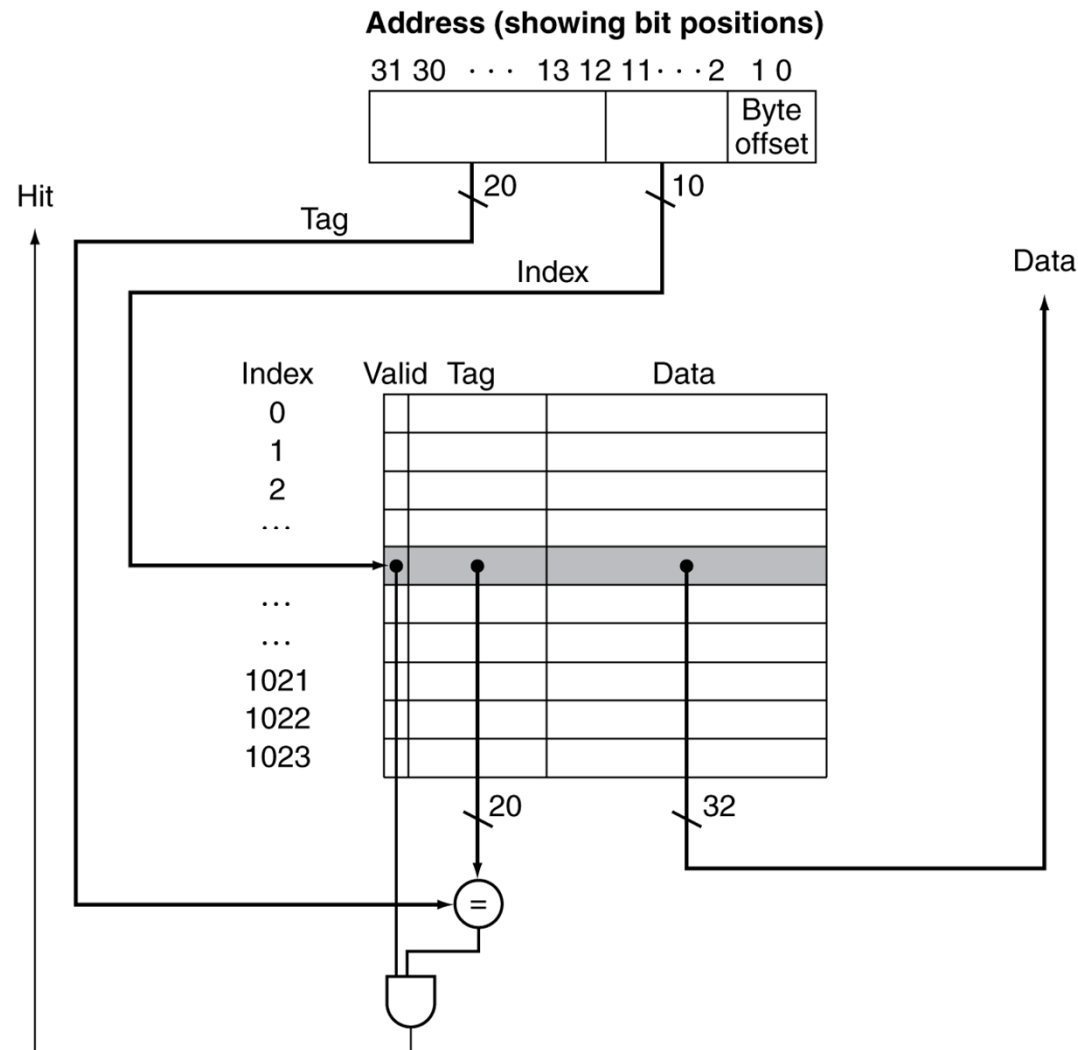 Address (showing bit positions)
31 30 · · · 13 12 11 · · · 2 1 0
Byte
offset
20
10
Hit
Tag
Index
Data
Index Valid Tag Data
0
1
2
...
...
...
1021
1022
1023
20
32
=